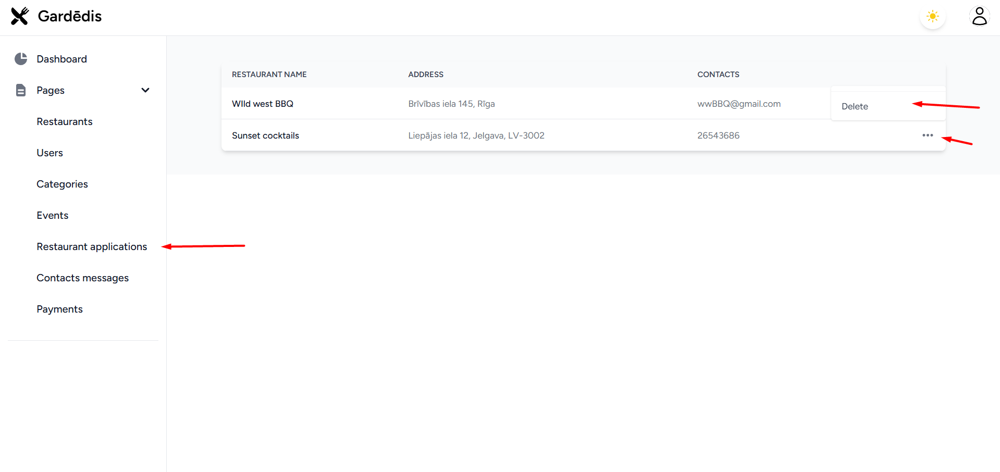 Gardēdis
Dashboard
Pages
Restaurants
Users
Categories
Events
Restaurant applications
Contacts messages
Payments
RESTAURANT NAME ADDRESS CONTACTS
WIld west BBQ Brīvības iela 145, Rīga wwBBQ@gmail.com Delete
Sunset cocktails Liepājas iela 12, Jelgava, LV-3002 26543686